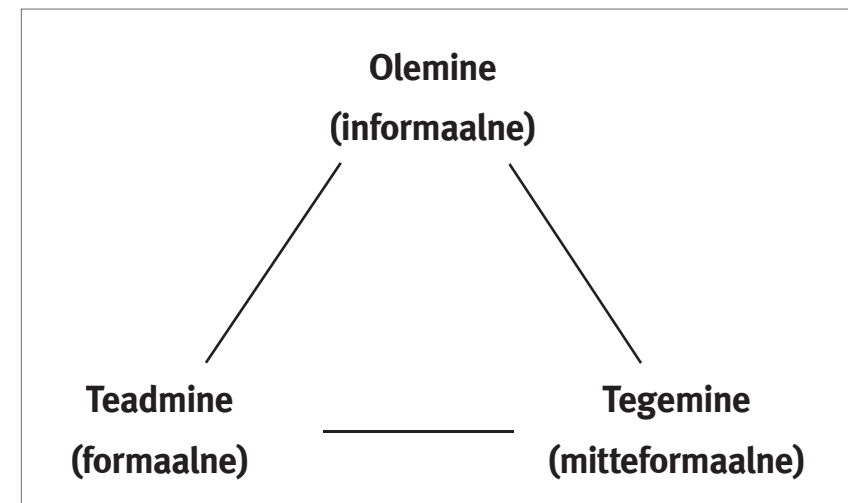 Olemine
(informaalne)
Teadmine
(formaalne)
Tegemine
(mitteformaalne)